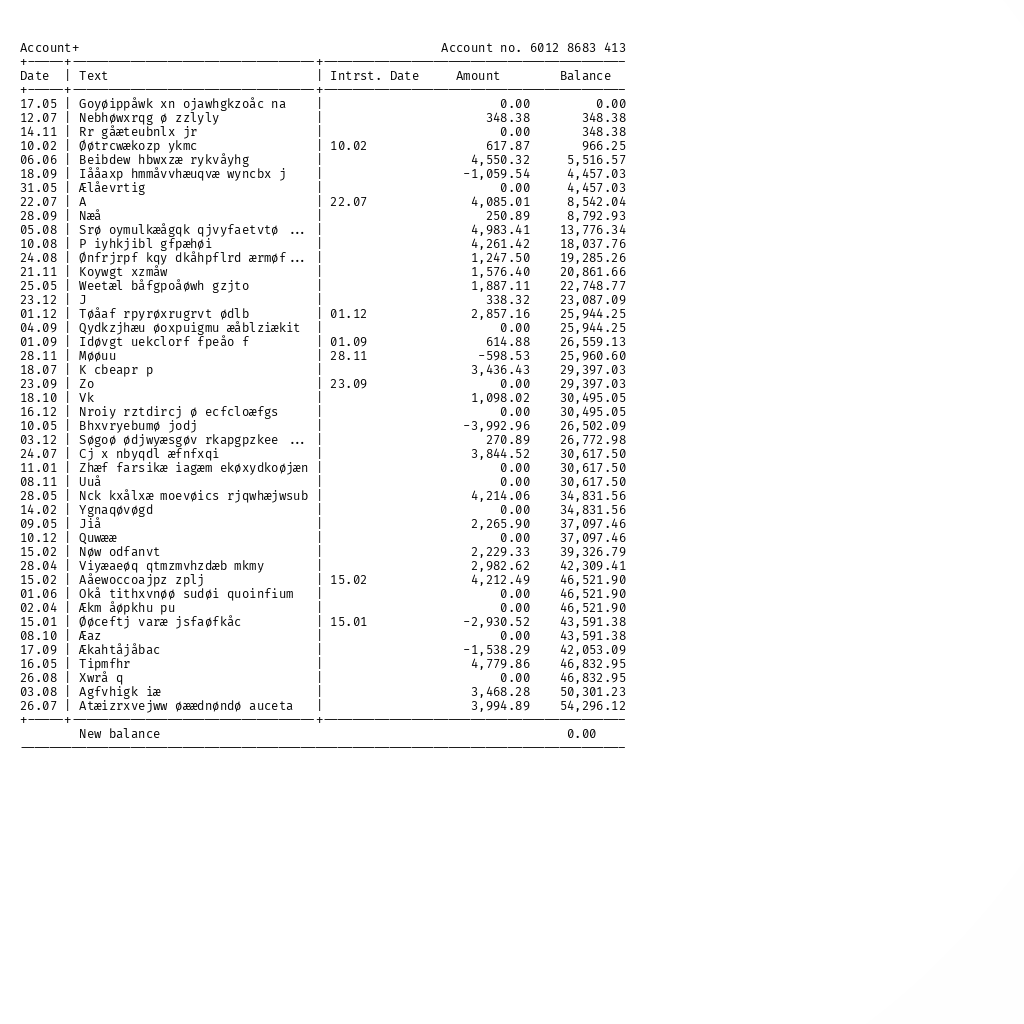 Account+ Account no. 6012 8683 413
+-----+---------------------------------+-----------------------------------------
Date | Text | Intrst. Date Amount Balance
+-----+---------------------------------+-----------------------------------------
17.05 | Goyøippåwk xn ojawhgkzoåc na | 0.00 0.00
12.07 | Nebhøwxrqg ø zzlyly | 348.38 348.38
14.11 | Rr gåæteubnlx jr | 0.00 348.38
10.02 | Øøtrcwækozp ykmc | 10.02 617.87 966.25
06.06 | Beibdew hbwxzæ rykvåyhg | 4,550.32 5,516.57
18.09 | Iååaxp hmmåvvhæuqvæ wyncbx j | -1,059.54 4,457.03
31.05 | Ælåevrtig | 0.00 4,457.03
22.07 | A | 22.07 4,085.01 8,542.04
28.09 | Næå | 250.89 8,792.93
05.08 | Srø oymulkæågqk qjvyfaetvtø ... | 4,983.41 13,776.34
10.08 | P iyhkjibl gfpæhøi | 4,261.42 18,037.76
24.08 | Ønfrjrpf kqy dkåhpflrd ærmøf... | 1,247.50 19,285.26
21.11 | Koywgt xzmåw | 1,576.40 20,861.66
25.05 | Weetæl båfgpoåøwh gzjto | 1,887.11 22,748.77
23.12 | J | 338.32 23,087.09
01.12 | Tøåaf rpyrøxrugrvt ødlb | 01.12 2,857.16 25,944.25
04.09 | Qydkzjhæu øoxpuigmu æåblziækit | 0.00 25,944.25
01.09 | Idøvgt uekclorf fpeåo f | 01.09 614.88 26,559.13
28.11 | Møøuu | 28.11 -598.53 25,960.60
18.07 | K cbeapr p | 3,436.43 29,397.03
23.09 | Zo | 23.09 0.00 29,397.03
18.10 | Vk | 1,098.02 30,495.05
16.12 | Nroiy rztdircj ø ecfcloæfgs | 0.00 30,495.05
10.05 | Bhxvryebumø jodj | -3,992.96 26,502.09
03.12 | Søgoø ødjwyæsgøv rkapgpzkee ... | 270.89 26,772.98
24.07 | Cj x nbyqdl æfnfxqi | 3,844.52 30,617.50
11.01 | Zhæf farsikæ iagæm ekøxydkoøjæn | 0.00 30,617.50
08.11 | Uuå | 0.00 30,617.50
28.05 | Nck kxålxæ moevøics rjqwhæjwsub | 4,214.06 34,831.56
14.02 | Ygnaqøvøgd | 0.00 34,831.56
09.05 | Jiå | 2,265.90 37,097.46
10.12 | Quwææ | 0.00 37,097.46
15.02 | Nøw odfanvt | 2,229.33 39,326.79
28.04 | Viyæaeøq qtmzmvhzdæb mkmy | 2,982.62 42,309.41
15.02 | Aåewoccoajpz zplj | 15.02 4,212.49 46,521.90
01.06 | Okå tithxvnøø sudøi quoinfium | 0.00 46,521.90
02.04 | Ækm åøpkhu pu | 0.00 46,521.90
15.01 | Øøceftj varæ jsfaøfkåc | 15.01 -2,930.52 43,591.38
08.10 | Æaz | 0.00 43,591.38
17.09 | Ækahtåjåbac | -1,538.29 42,053.09
16.05 | Tipmfhr | 4,779.86 46,832.95
26.08 | Xwrå q | 0.00 46,832.95
03.08 | Agfvhigk iæ | 3,468.28 50,301.23
26.07 | Atæizrxvejww øæædnøndø auceta | 3,994.89 54,296.12
+-----+---------------------------------+-----------------------------------------
New balance 0.00
----------------------------------------------------------------------------------